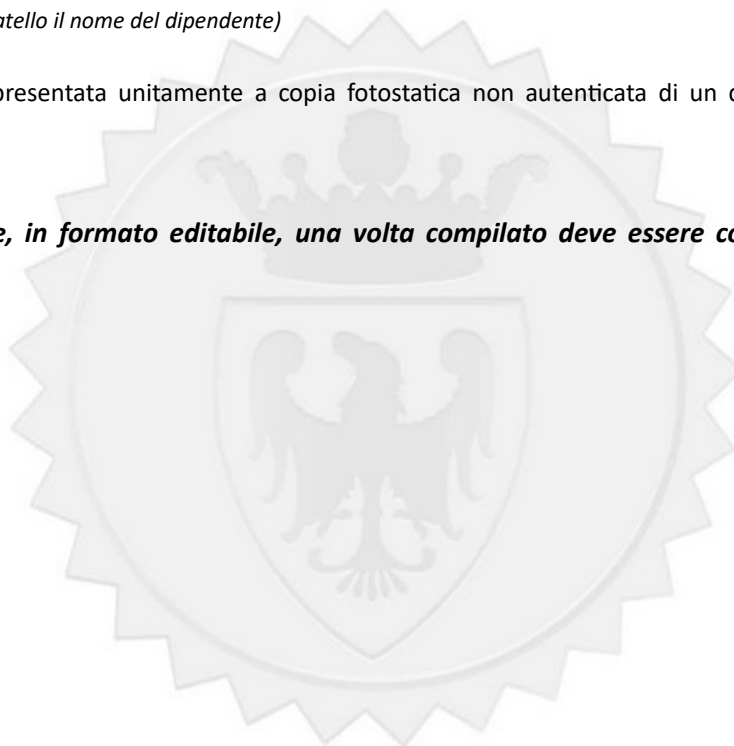 atello il nome del dipendente)
presentata unitamente a copia fotostatica non autenticata di un d
e, in formato editabile, una volta compilato deve essere co